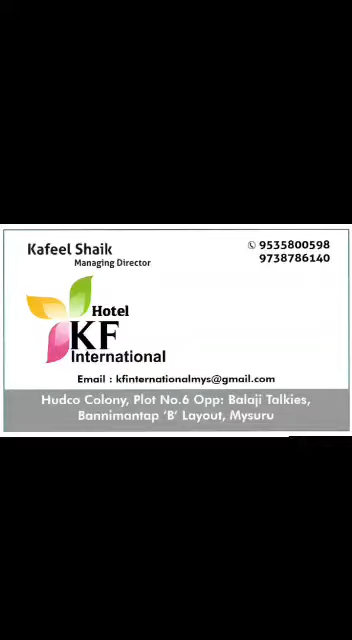 Kafeel Shaik
Managing Director
9535800598
9738786140
Hotel
KF
International
Email : kfinternationalmys@gmail.com
Hudco Colony, Plot No.6 Opp: Balaji Talkies,
Bannimantap ‘B’ Layout, Mysuru